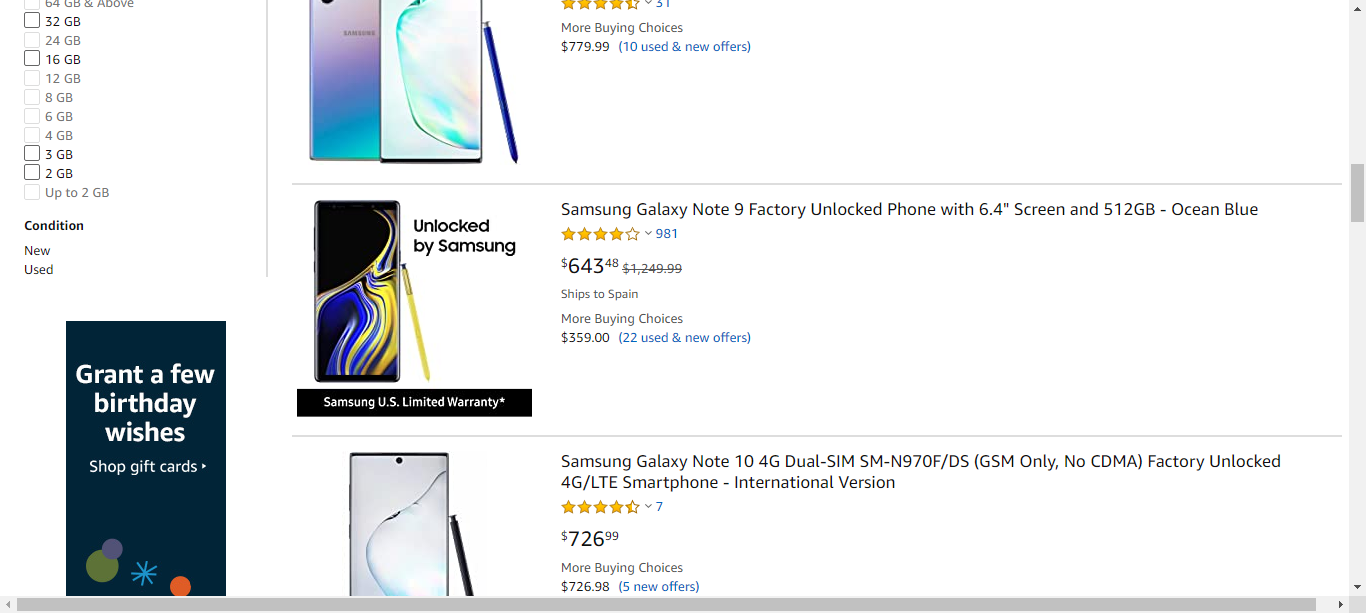 64 GB & Above
32 GB
24 GB
16 GB
12 GB
8 GB
6 GB
4 GB
3 GB
2 GB
Up to 2 GB
Condition
New
Used
Grant a few
birthday
wishes
Shop gift cards
SAMSUNG
31
More Buying Choices
$779.99 (10 used & new offers)
Unlocked
by Samsung
Samsung U.S. Limited Warranty*
Samsung Galaxy Note 9 Factory Unlocked Phone with 6.4" Screen and 512GB - Ocean Blue
981
$64348 $1,249.99
Ships to Spain
More Buying Choices
$359.00 (22 used & new offers)
Samsung Galaxy Note 10 4G Dual-SIM SM-N970F/DS (GSM Only, No CDMA) Factory Unlocked
4G/LTE Smartphone - International Version
7
$72699
More Buying Choices
$726.98 (5 new offers)